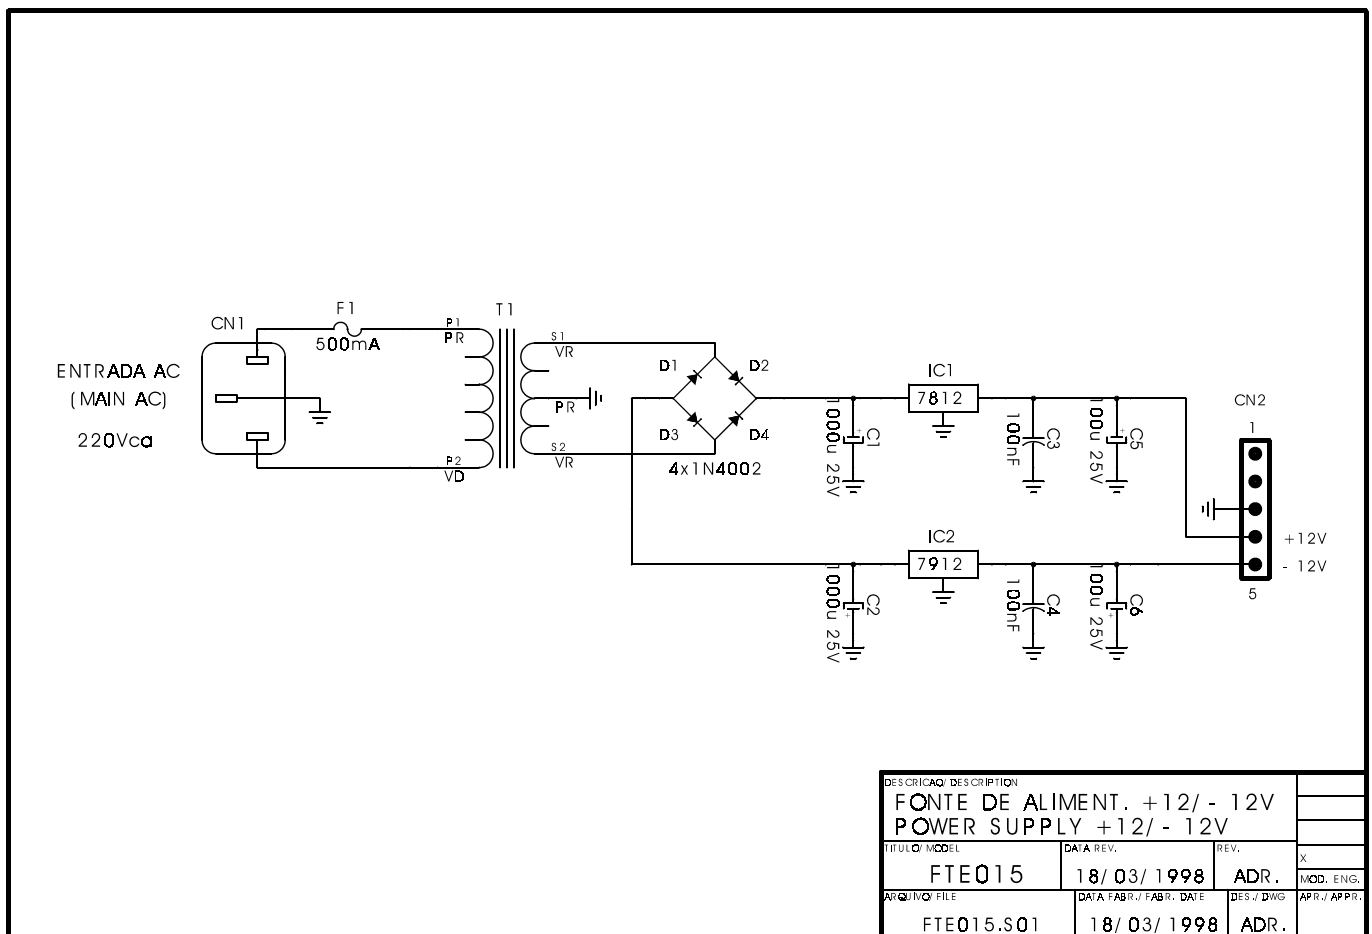 CN1
F1
500mA
ENTRADA AC
(MAIN AC)
220Vca
P1
PR
P2
VD
T1
S1
VR
PR
S2
VR
D1
D2
D3
D4
4x1N4002
1000u 25V
C1
IC1
7812
100nF
C3
100u 25V
C5
1000u 25V
C2
IC2
7912
100nF
C4
100u 25V
C6
CN2
1
+12V
- 12V
5
DESCRICAO/ DESCRIPTION
FONTE DE ALIMENT. +12/ - 12V
POWER SUPPLY +12/ - 12V
TITULO/ MODEL
FTE015
DATA REV.
18/ 03/ 1998
REV.
ADR.
X
MOD. ENG.
ARQUIVO/ FILE
FTE015.S01
DATA FABR./ FABR. DATE
18/ 03/ 1998
DES./ DWG
ADR.
APR./ APPR.